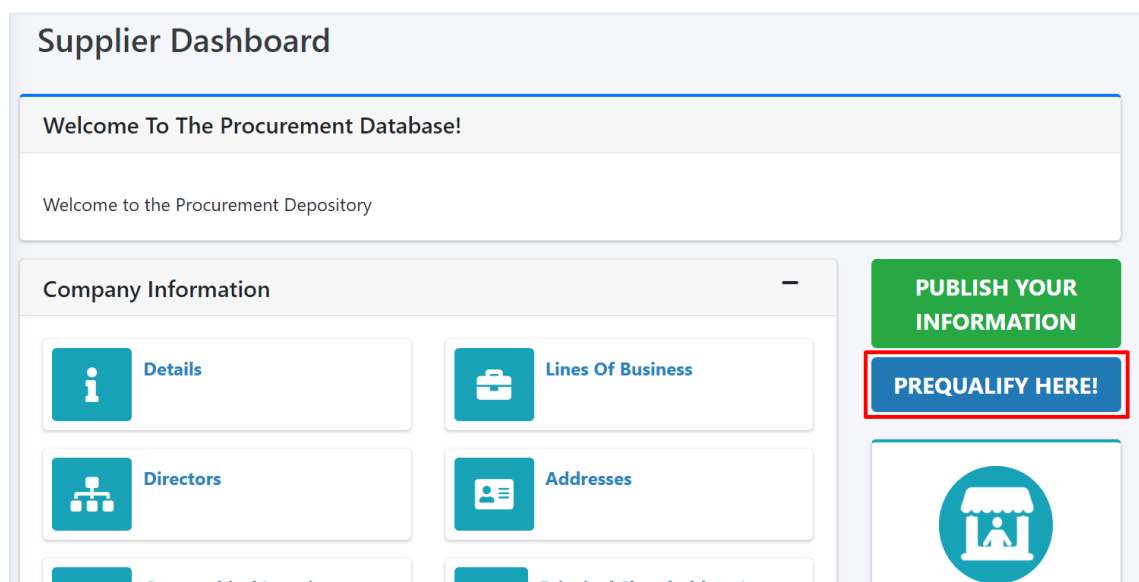 Supplier Dashboard
Welcome To The Procurement Database!
Welcome to the Procurement Depository
Company Information
PUBLISH YOUR
INFORMATION
PREQUALIFY HERE!
Details
Lines Of Business
Directors
Addresses